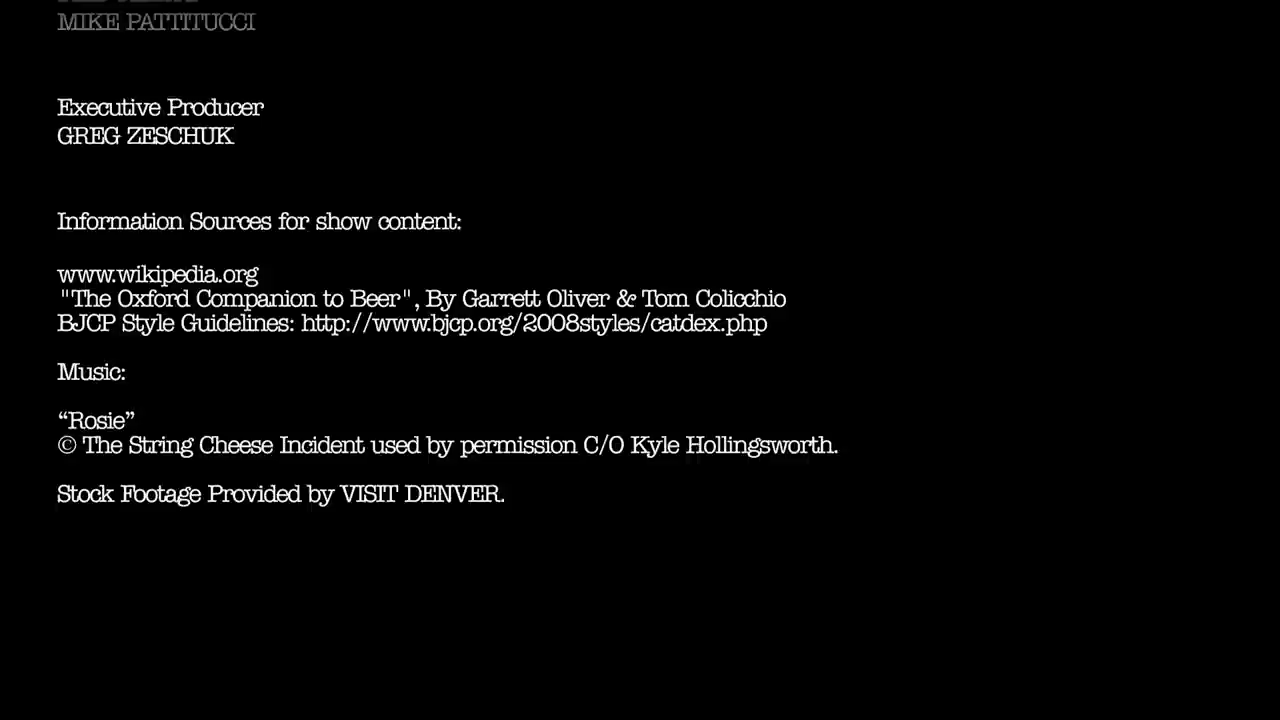 MIKE PATTITUCCI
Executive Producer
GREG ZESCHUK
Information Sources for show content:
www.wikipedia.org
"The Oxford Companion to Beer", By Garrett Oliver & Tom Colicchio
BJCP Style Guidelines: http://www.bjcp.org/2008styles/catdex.php
Music:
“Rosie”
© The String Cheese Incident used by permission C/O Kyle Hollingsworth.
Stock Footage Provided by VISIT DENVER.